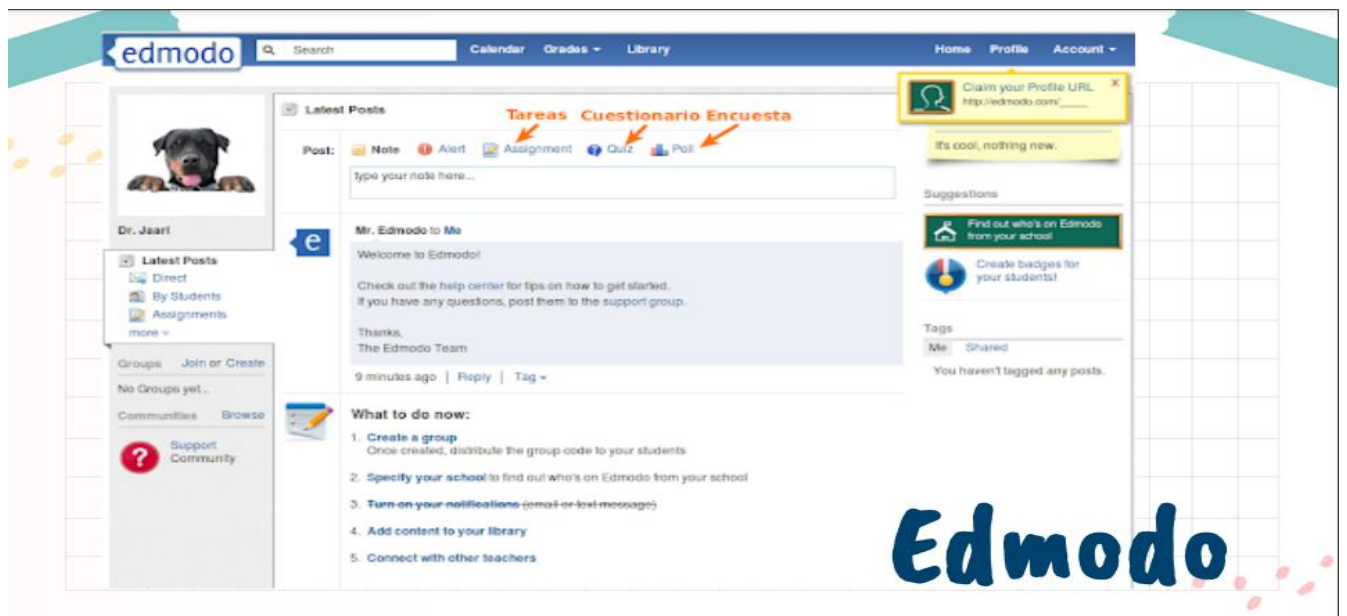 edmodo
Search
Calendar Grades Library
Home Profile Account
Claim your Profile URL X
http://edmodo.com/_____
It's cool, nothing new.
Latest Posts
Tareas Cuestionario Encuesta
Post: Note Alert Assignment Quiz Poll
type your note here...
Dr. Jaarl
Latest Posts
Direct
By Students
Assignments
more
Groups Join or Create
No Groups yet...
Communities Browse
Support
Community
e
Mr. Edmodo to Me
Welcome to Edmodo!
Check out the help center for tips on how to get started.
If you have any questions, post them to the support group.
Thanks,
The Edmodo Team
9 minutes ago | Reply | Tag
What to do now:
1. Create a group
Once created, distribute the group code to your students
2. Specify your school to find out who's on Edmodo from your school
3. Turn on your notifications (email or text message)
4. Add content to your library
5. Connect with other teachers
Suggestions
Find out who's on Edmodo
from your school
Create badges for
your students!
Tags
Me Shared
You haven't tagged any posts.
Edmodo